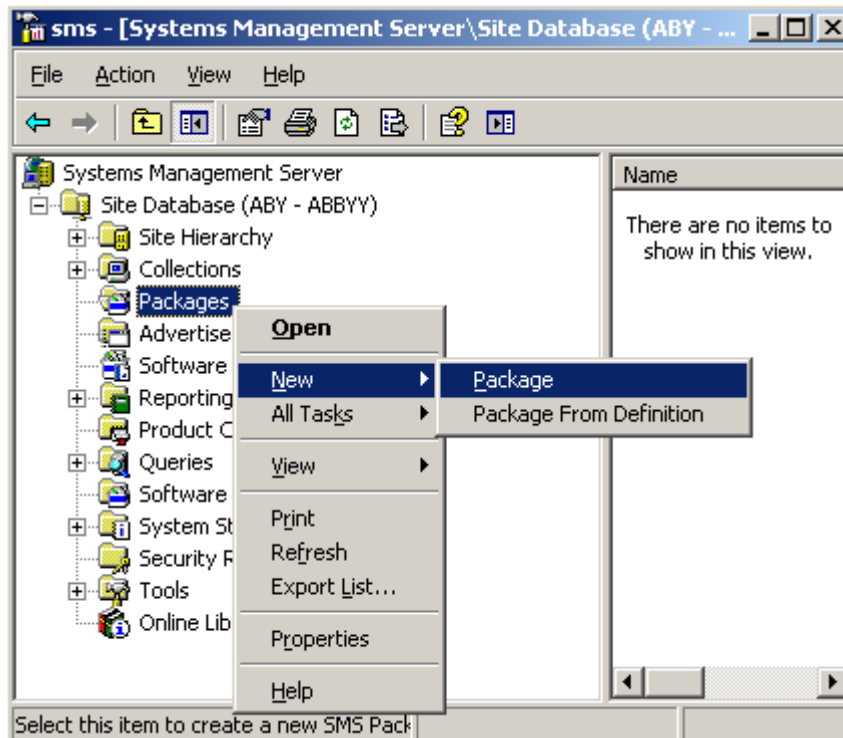 sms - [Systems Management Server\Site Database (ABY - ...
File Action View Help
Systems Management Server
Site Database (ABY - ABBYY)
Site Hierarchy
Collections
Packages
Advertise
Software
Reporting
Product C
Queries
Software
System St
Security R
Tools
Online Lib
Open
New
All Tasks
View
Print
Refresh
Export List...
Properties
Help
Package
Package From Definition
Name
There are no items to
show in this view.
Select this item to create a new SMS Pack